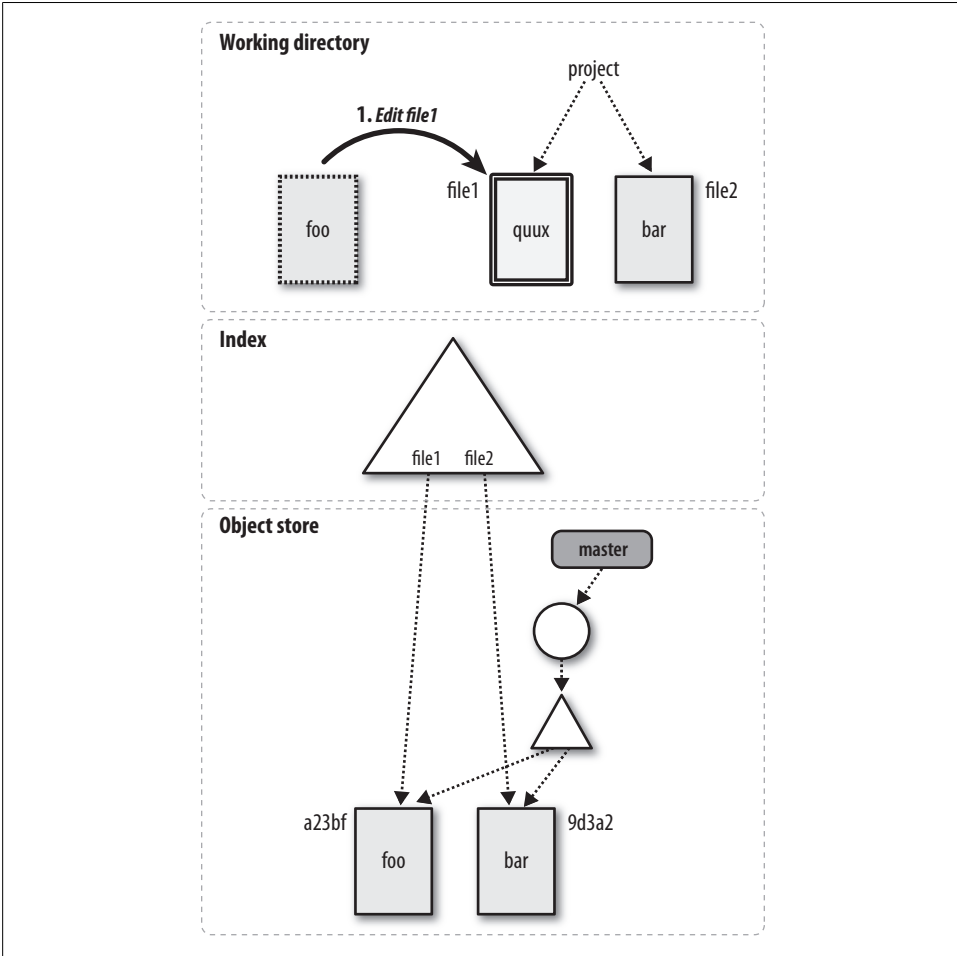 Working directory
project
1. Edit file1
file1
file2
foo
quux
bar
Index
file1 file2
Object store
master
a23bf
9d3a2
foo
bar